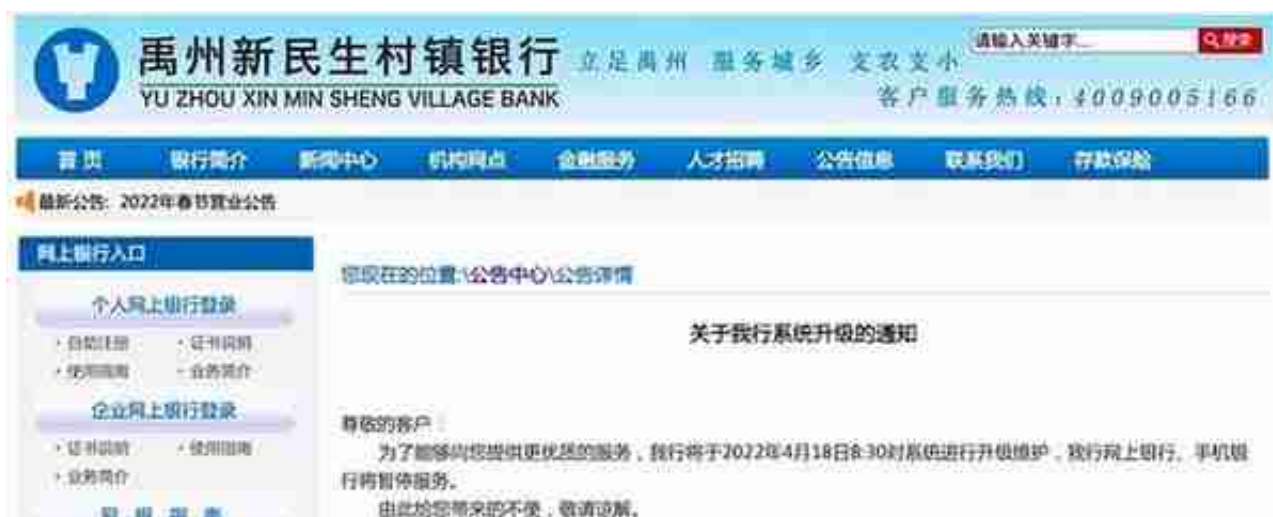 禹州新民生村镇银行 立足禹州 服务城乡 支农支小
请输入关键字... 搜索
YU ZHOU XIN MIN SHENG VILLAGE BANK
客户服务热线:4009005166
首页 银行简介 新闻中心 机构网点 金融服务 人才招聘 公告信息 联系我们 存款保险
最新公告: 2022年春节营业公告
网上银行入口
您现在的位置:\公告中心\公告详情
个人网上银行登录
关于我行系统升级的通知
· 自助注册 · 证书说明
· 使用指南 · 业务简介
企业网上银行登录
· 证书说明 · 使用指南
· 业务简介
尊敬的客户:
为了能够向您提供更优质的服务,我行将于2022年4月18日8:30对系统进行升级维护,我行网上银行、手机银
行将暂停服务。
由此给您带来的不便,敬请谅解。